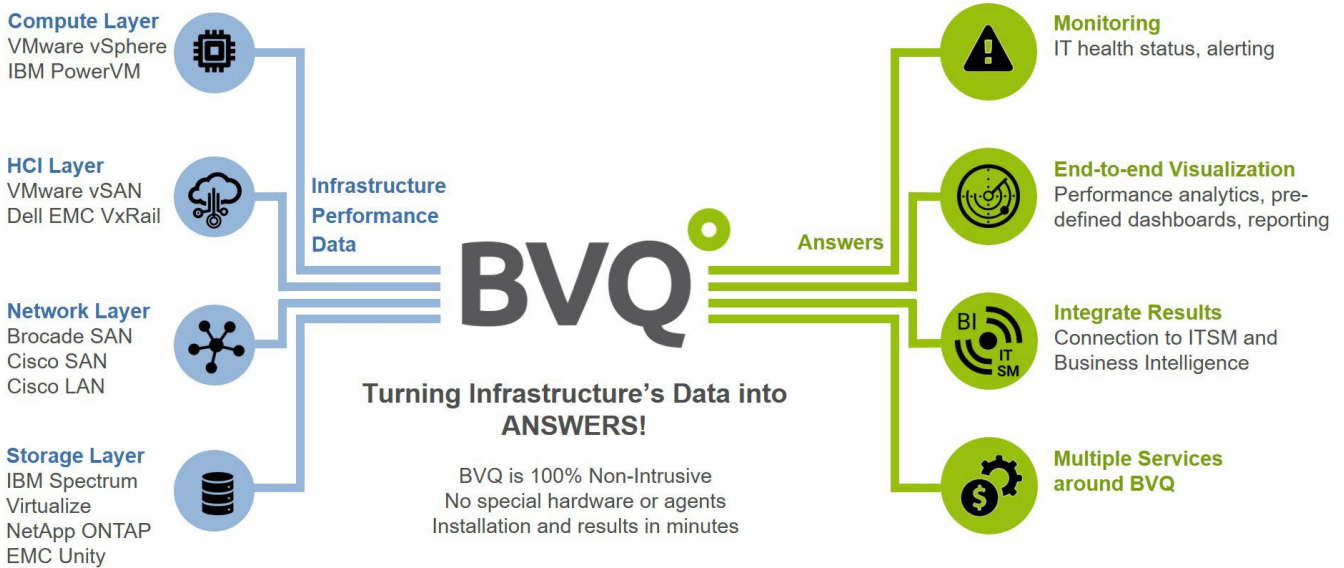 Compute Layer
VMware vSphere
IBM PowerVM
HCI Layer
VMware vSAN
Dell EMC VxRail
Network Layer
Brocade SAN
Cisco SAN
Cisco LAN
Storage Layer
IBM Spectrum
Virtualize
NetApp ONTAP
EMC Unity
Infrastructure
Performance
Data
BVQ
Turning Infrastructure's Data into
ANSWERS!
BVQ is 100% Non-Intrusive
No special hardware or agents
Installation and results in minutes
Answers
Monitoring
IT health status, alerting
End-to-end Visualization
Performance analytics, pre-
defined dashboards, reporting
BI
IT
SM
Integrate Results
Connection to ITSM and
Business Intelligence
$
Multiple Services
around BVQ